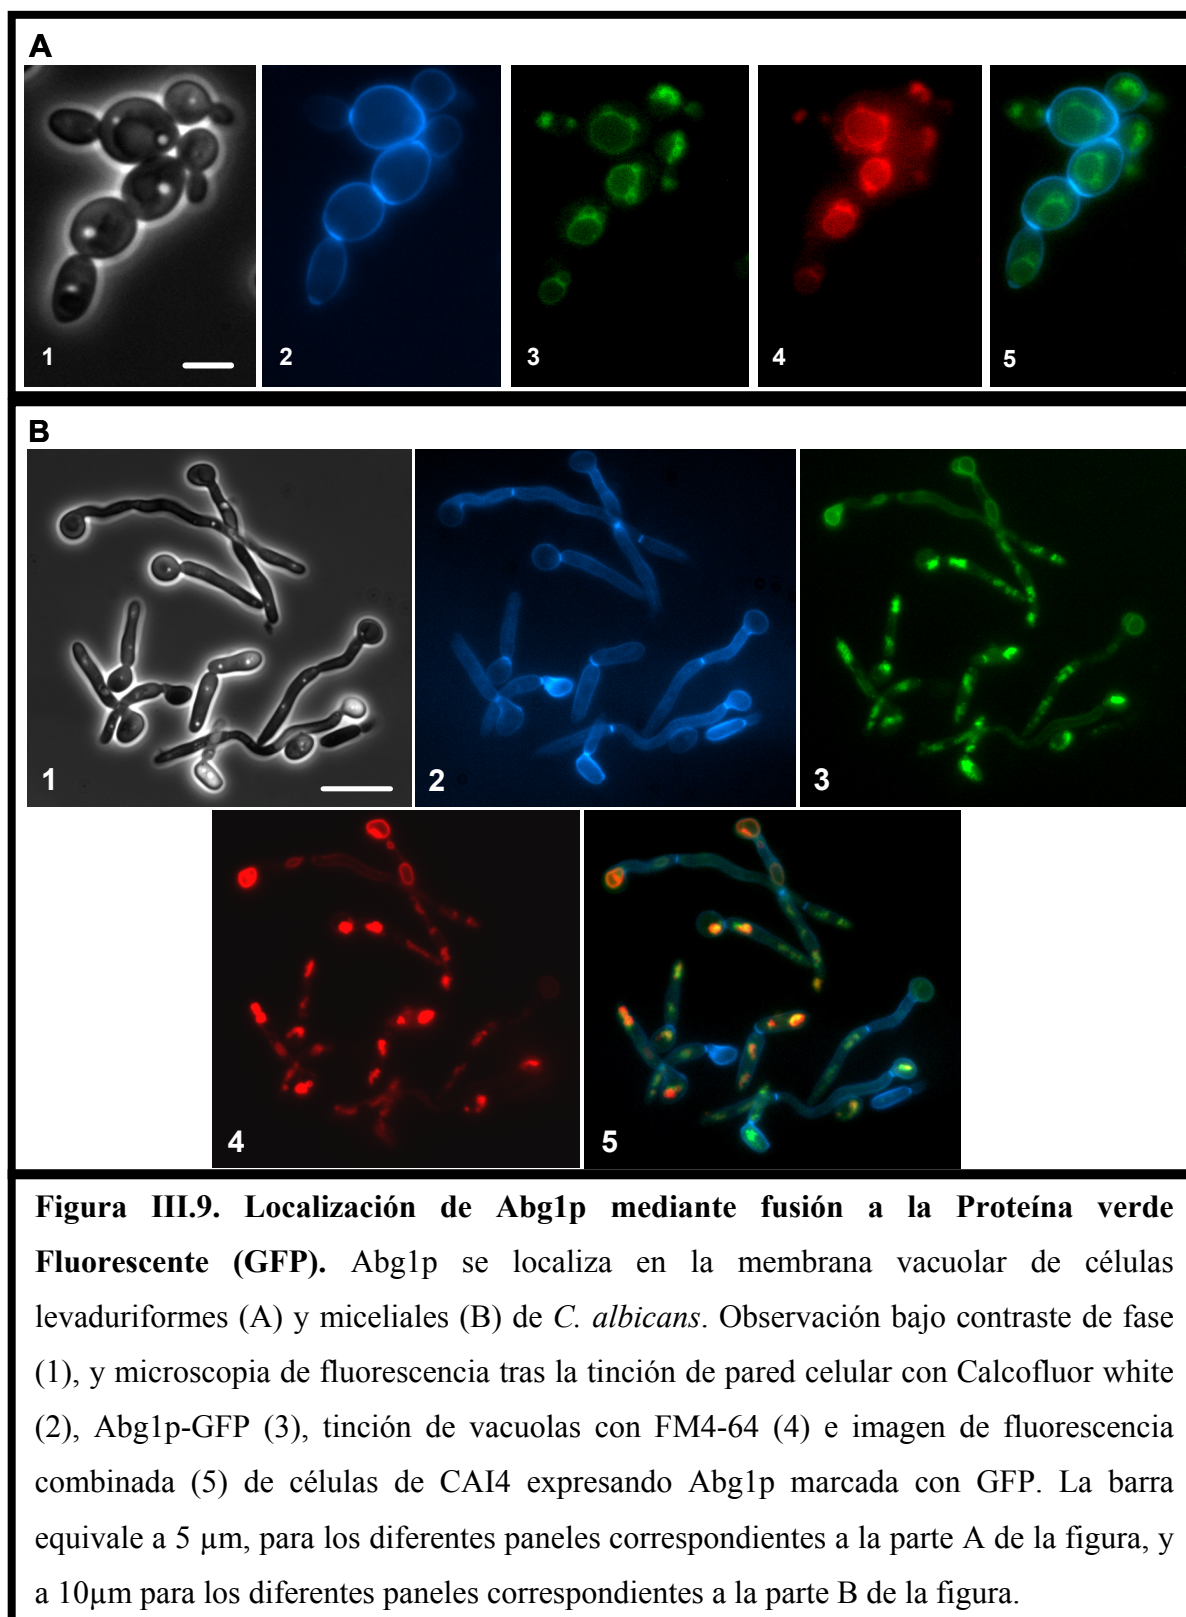 A
1
2
3
4
5
B
1
2
3
4
5
Figura III.9. Localización de Abg1p mediante fusión a la Proteína verde
Fluorescente (GFP). Abg1p se localiza en la membrana vacuolar de células
levaduriformes (A) y miceliales (B) de C. albicans. Observación bajo contraste de fase
(1), y microscopia de fluorescencia tras la tinción de pared celular con Calcofluor white
(2), Abg1p-GFP (3), tinción de vacuolas con FM4-64 (4) e imagen de fluorescencia
combinada (5) de células de CAI4 expresando Abg1p marcada con GFP. La barra
equivale a 5 µm, para los diferentes paneles correspondientes a la parte A de la figura, y
a 10µm para los diferentes paneles correspondientes a la parte B de la figura.